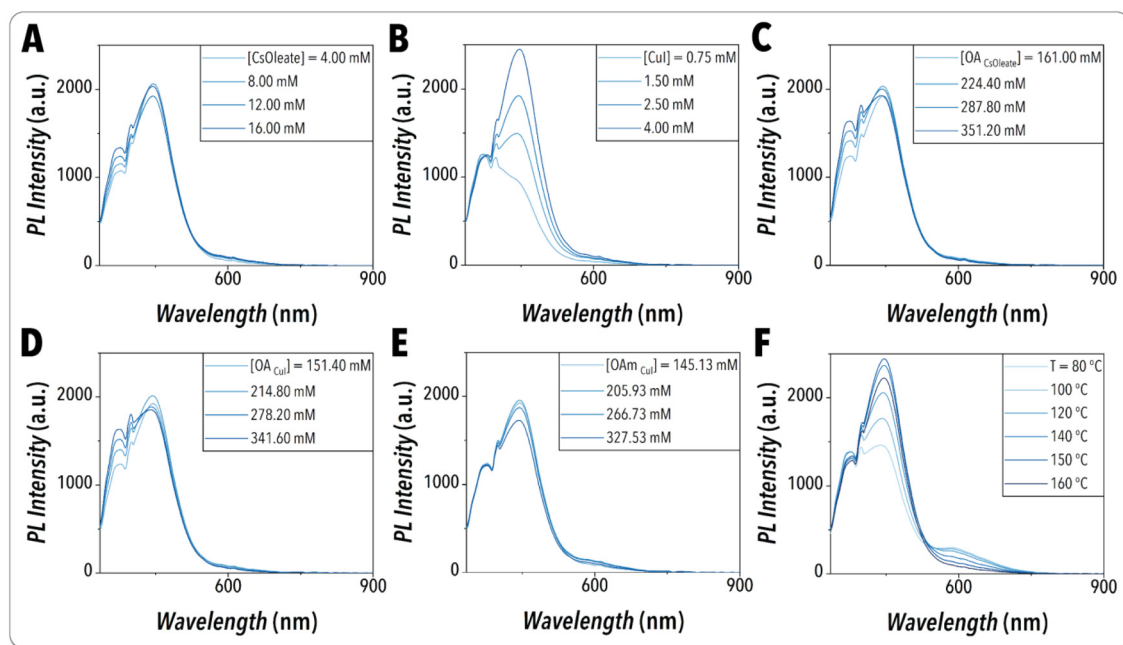 A
PL Intensity (a.u.)
2000
1000
0
600
900
Wavelength (nm)
[CsOleate] = 4.00 mM
8.00 mM
12.00 mM
16.00 mM
B
PL Intensity (a.u.)
2000
1000
0
600
900
Wavelength (nm)
[CuI] = 0.75 mM
1.50 mM
2.50 mM
4.00 mM
C
PL Intensity (a.u.)
2000
1000
0
600
900
Wavelength (nm)
[OA CsOleate] = 161.00 mM
224.40 mM
287.80 mM
351.20 mM
D
PL Intensity (a.u.)
2000
1000
0
600
900
Wavelength (nm)
[OA CuI] = 151.40 mM
214.80 mM
278.20 mM
341.60 mM
E
PL Intensity (a.u.)
2000
1000
0
600
900
Wavelength (nm)
[OAm CuI] = 145.13 mM
205.93 mM
266.73 mM
327.53 mM
F
PL Intensity (a.u.)
2000
1000
0
600
900
Wavelength (nm)
T = 80 ºC
100 ºC
120 ºC
140 ºC
150 ºC
160 ºC